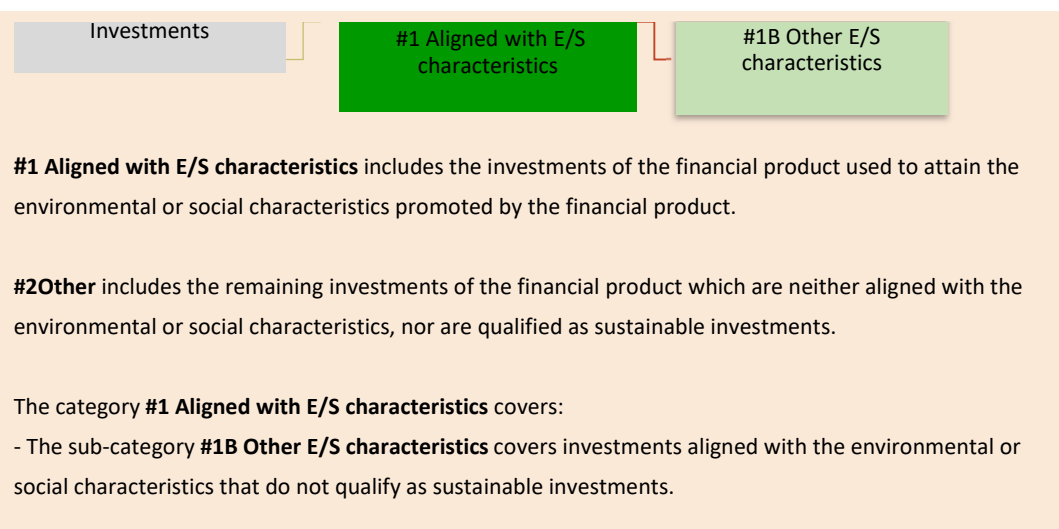 Investments
#1 Aligned with E/S
characteristics
#1B Other E/S
characteristics
#1 Aligned with E/S characteristics includes the investments of the financial product used to attain the
environmental or social characteristics promoted by the financial product.
#2Other includes the remaining investments of the financial product which are neither aligned with the
environmental or social characteristics, nor are qualified as sustainable investments.
The category #1 Aligned with E/S characteristics covers:
- The sub-category #1B Other E/S characteristics covers investments aligned with the environmental or
social characteristics that do not qualify as sustainable investments.